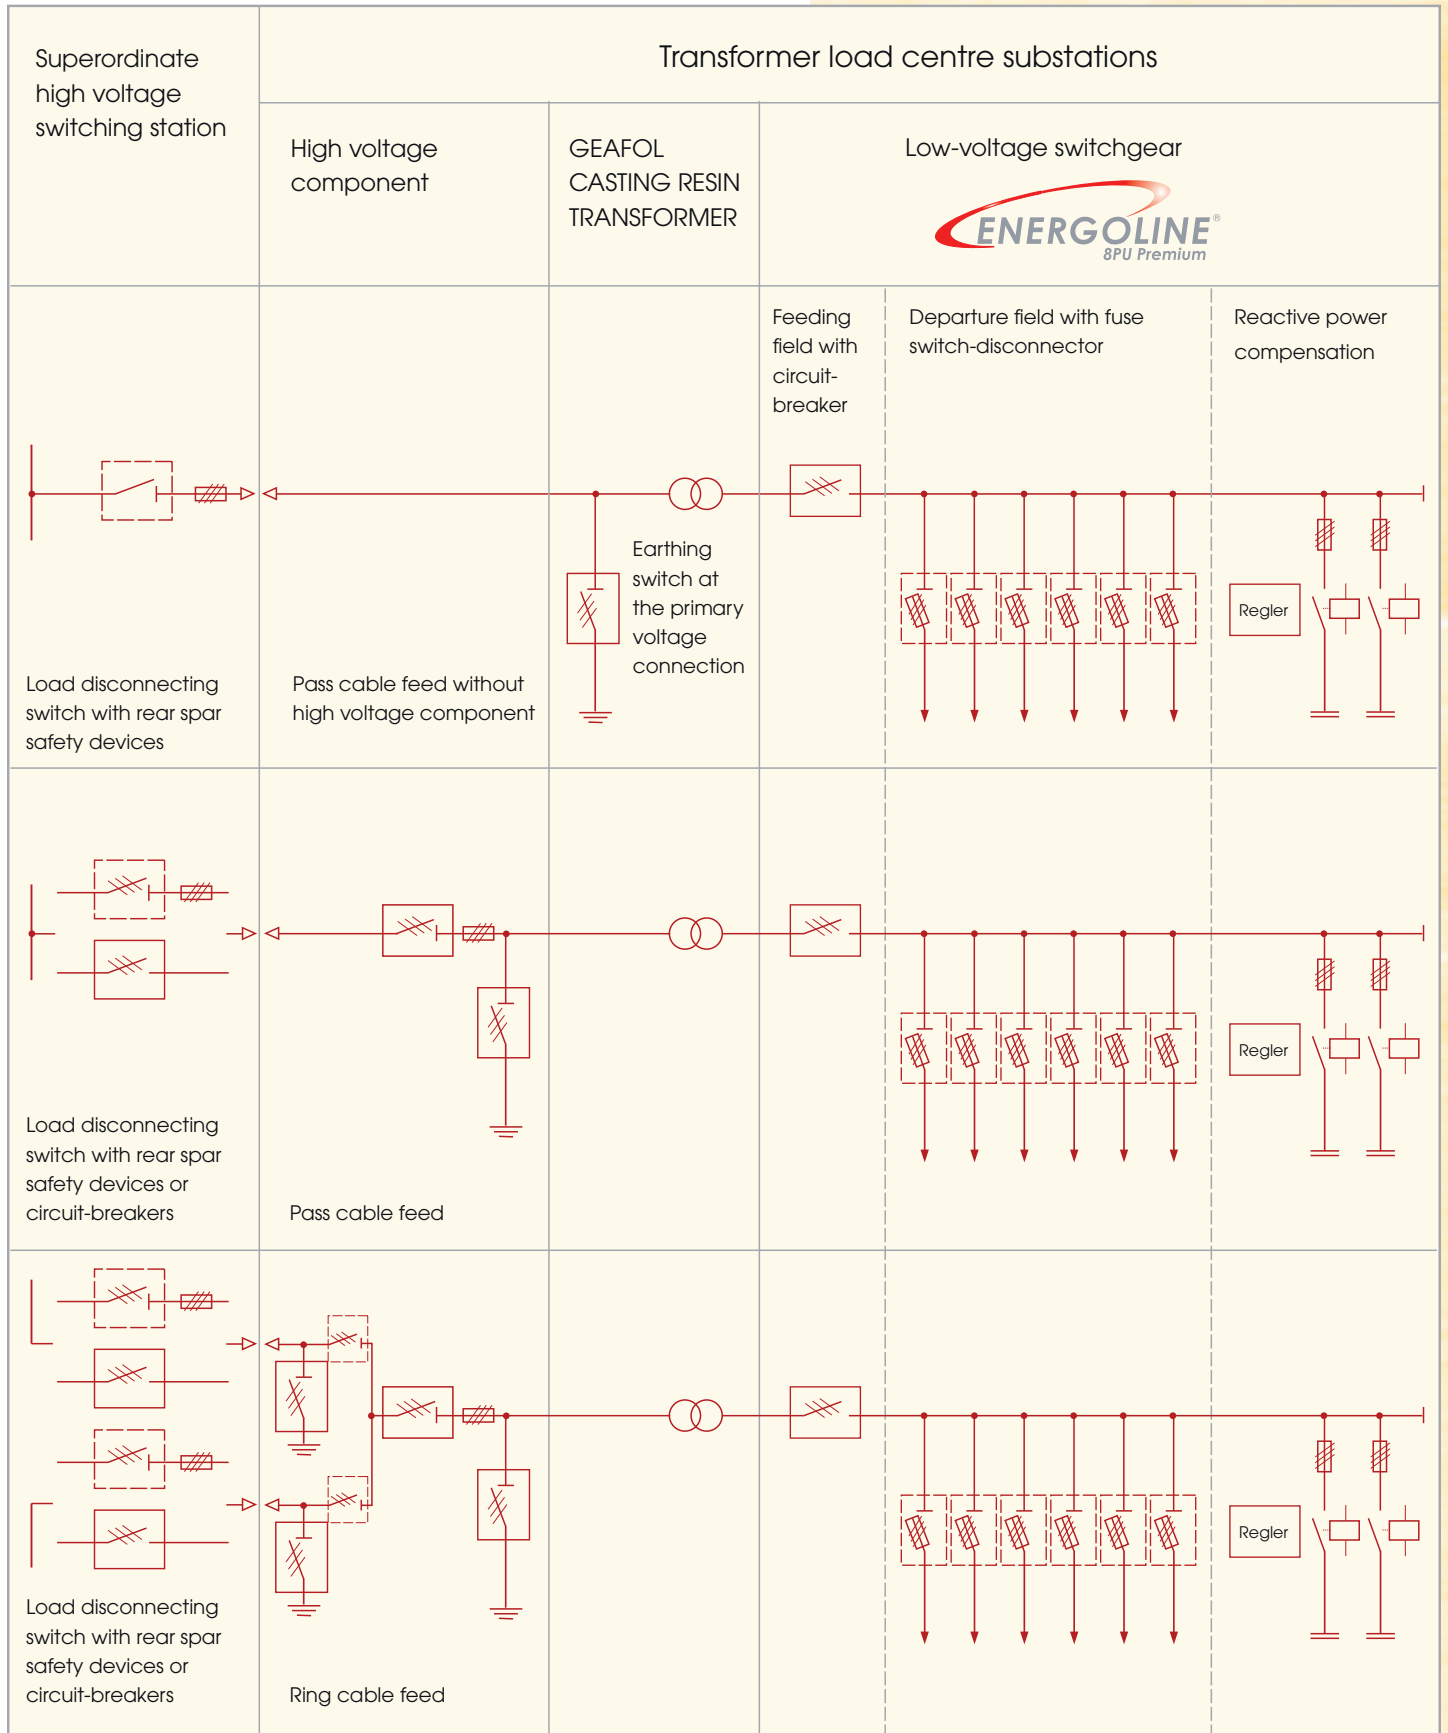 Superordinate
high voltage
switching station
Transformer load centre substations
High voltage
component
GEAFOL
CASTING RESIN
TRANSFORMER
Low-voltage switchgear
ENERGOLINE®
8PU Premium
Feeding
field with
circuit-
breaker
Departure field with fuse
switch-disconnector
Reactive power
compensation
Earthing
switch at
the primary
voltage
connection
Regler
Load disconnecting
switch with rear spar
safety devices
Pass cable feed without
high voltage component
Regler
Load disconnecting
switch with rear spar
safety devices or
circuit-breakers
Pass cable feed
Regler
Load disconnecting
switch with rear spar
safety devices or
circuit-breakers
Ring cable feed